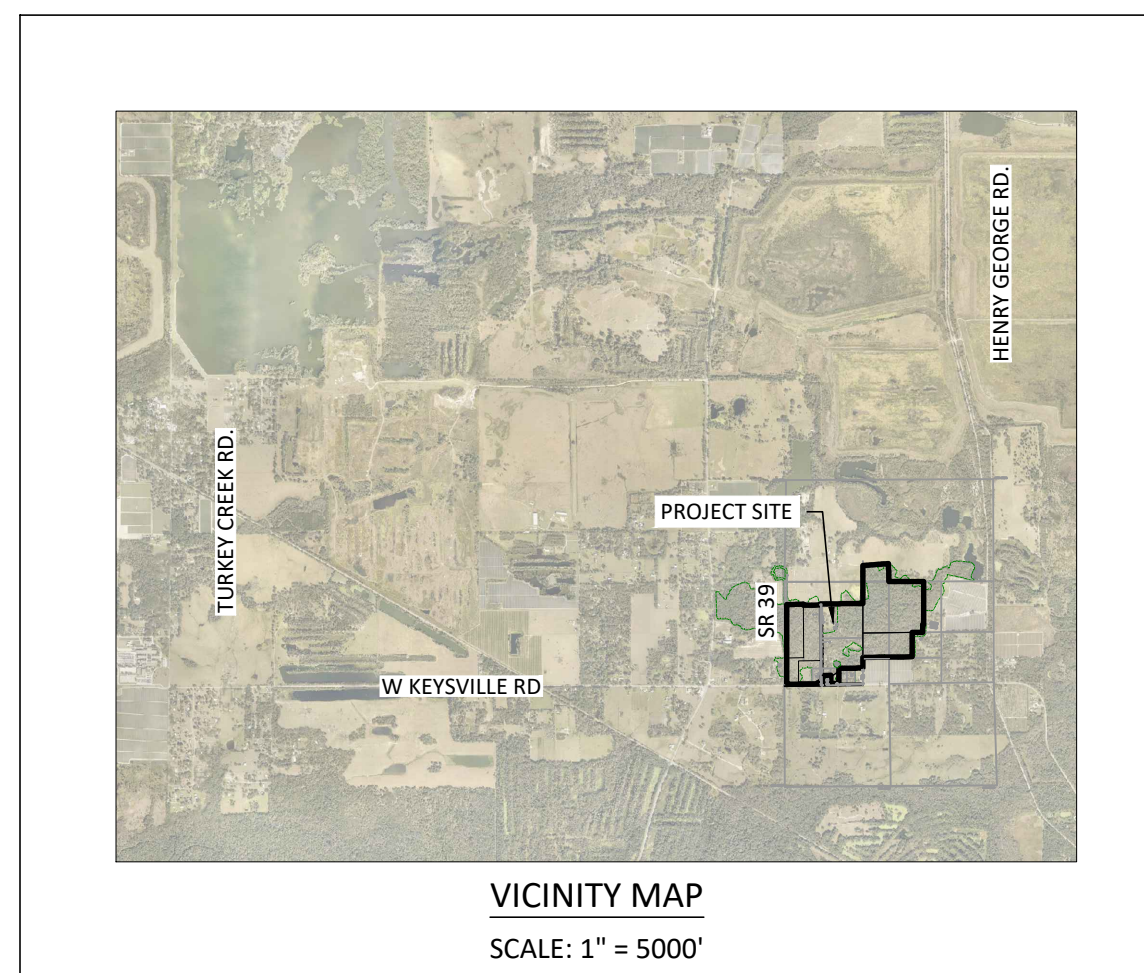 HENRY GEORGE RD.
TURKEY CREEK RD.
PROJECT SITE
SR 39
W KEYSVILLE RD
VICINITY MAP
SCALE: 1" = 5000'